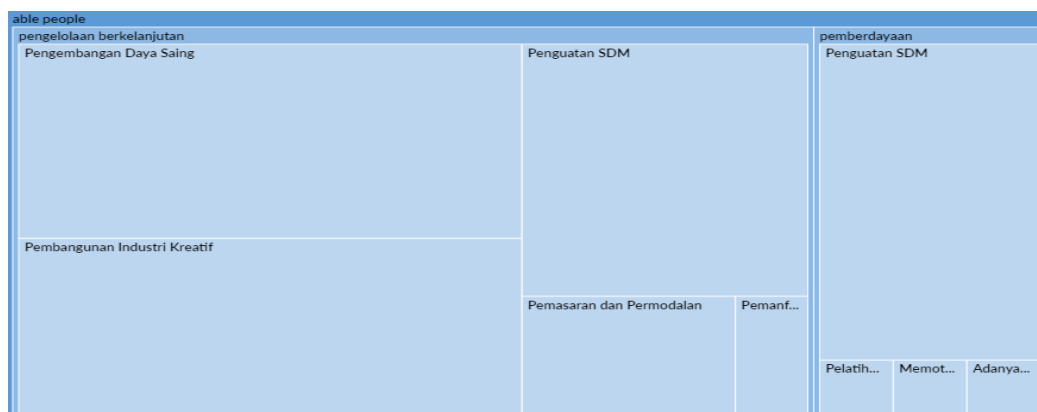 able people
pengelolaan berkelanjutan
Pengembangan Daya Saing
Penguatan SDM
Pembangunan Industri Kreatif
Pemasaran dan Permodalan
Pemanf...
pemberdayaan
Penguatan SDM
Pelatih...
Memot...
Adanya...